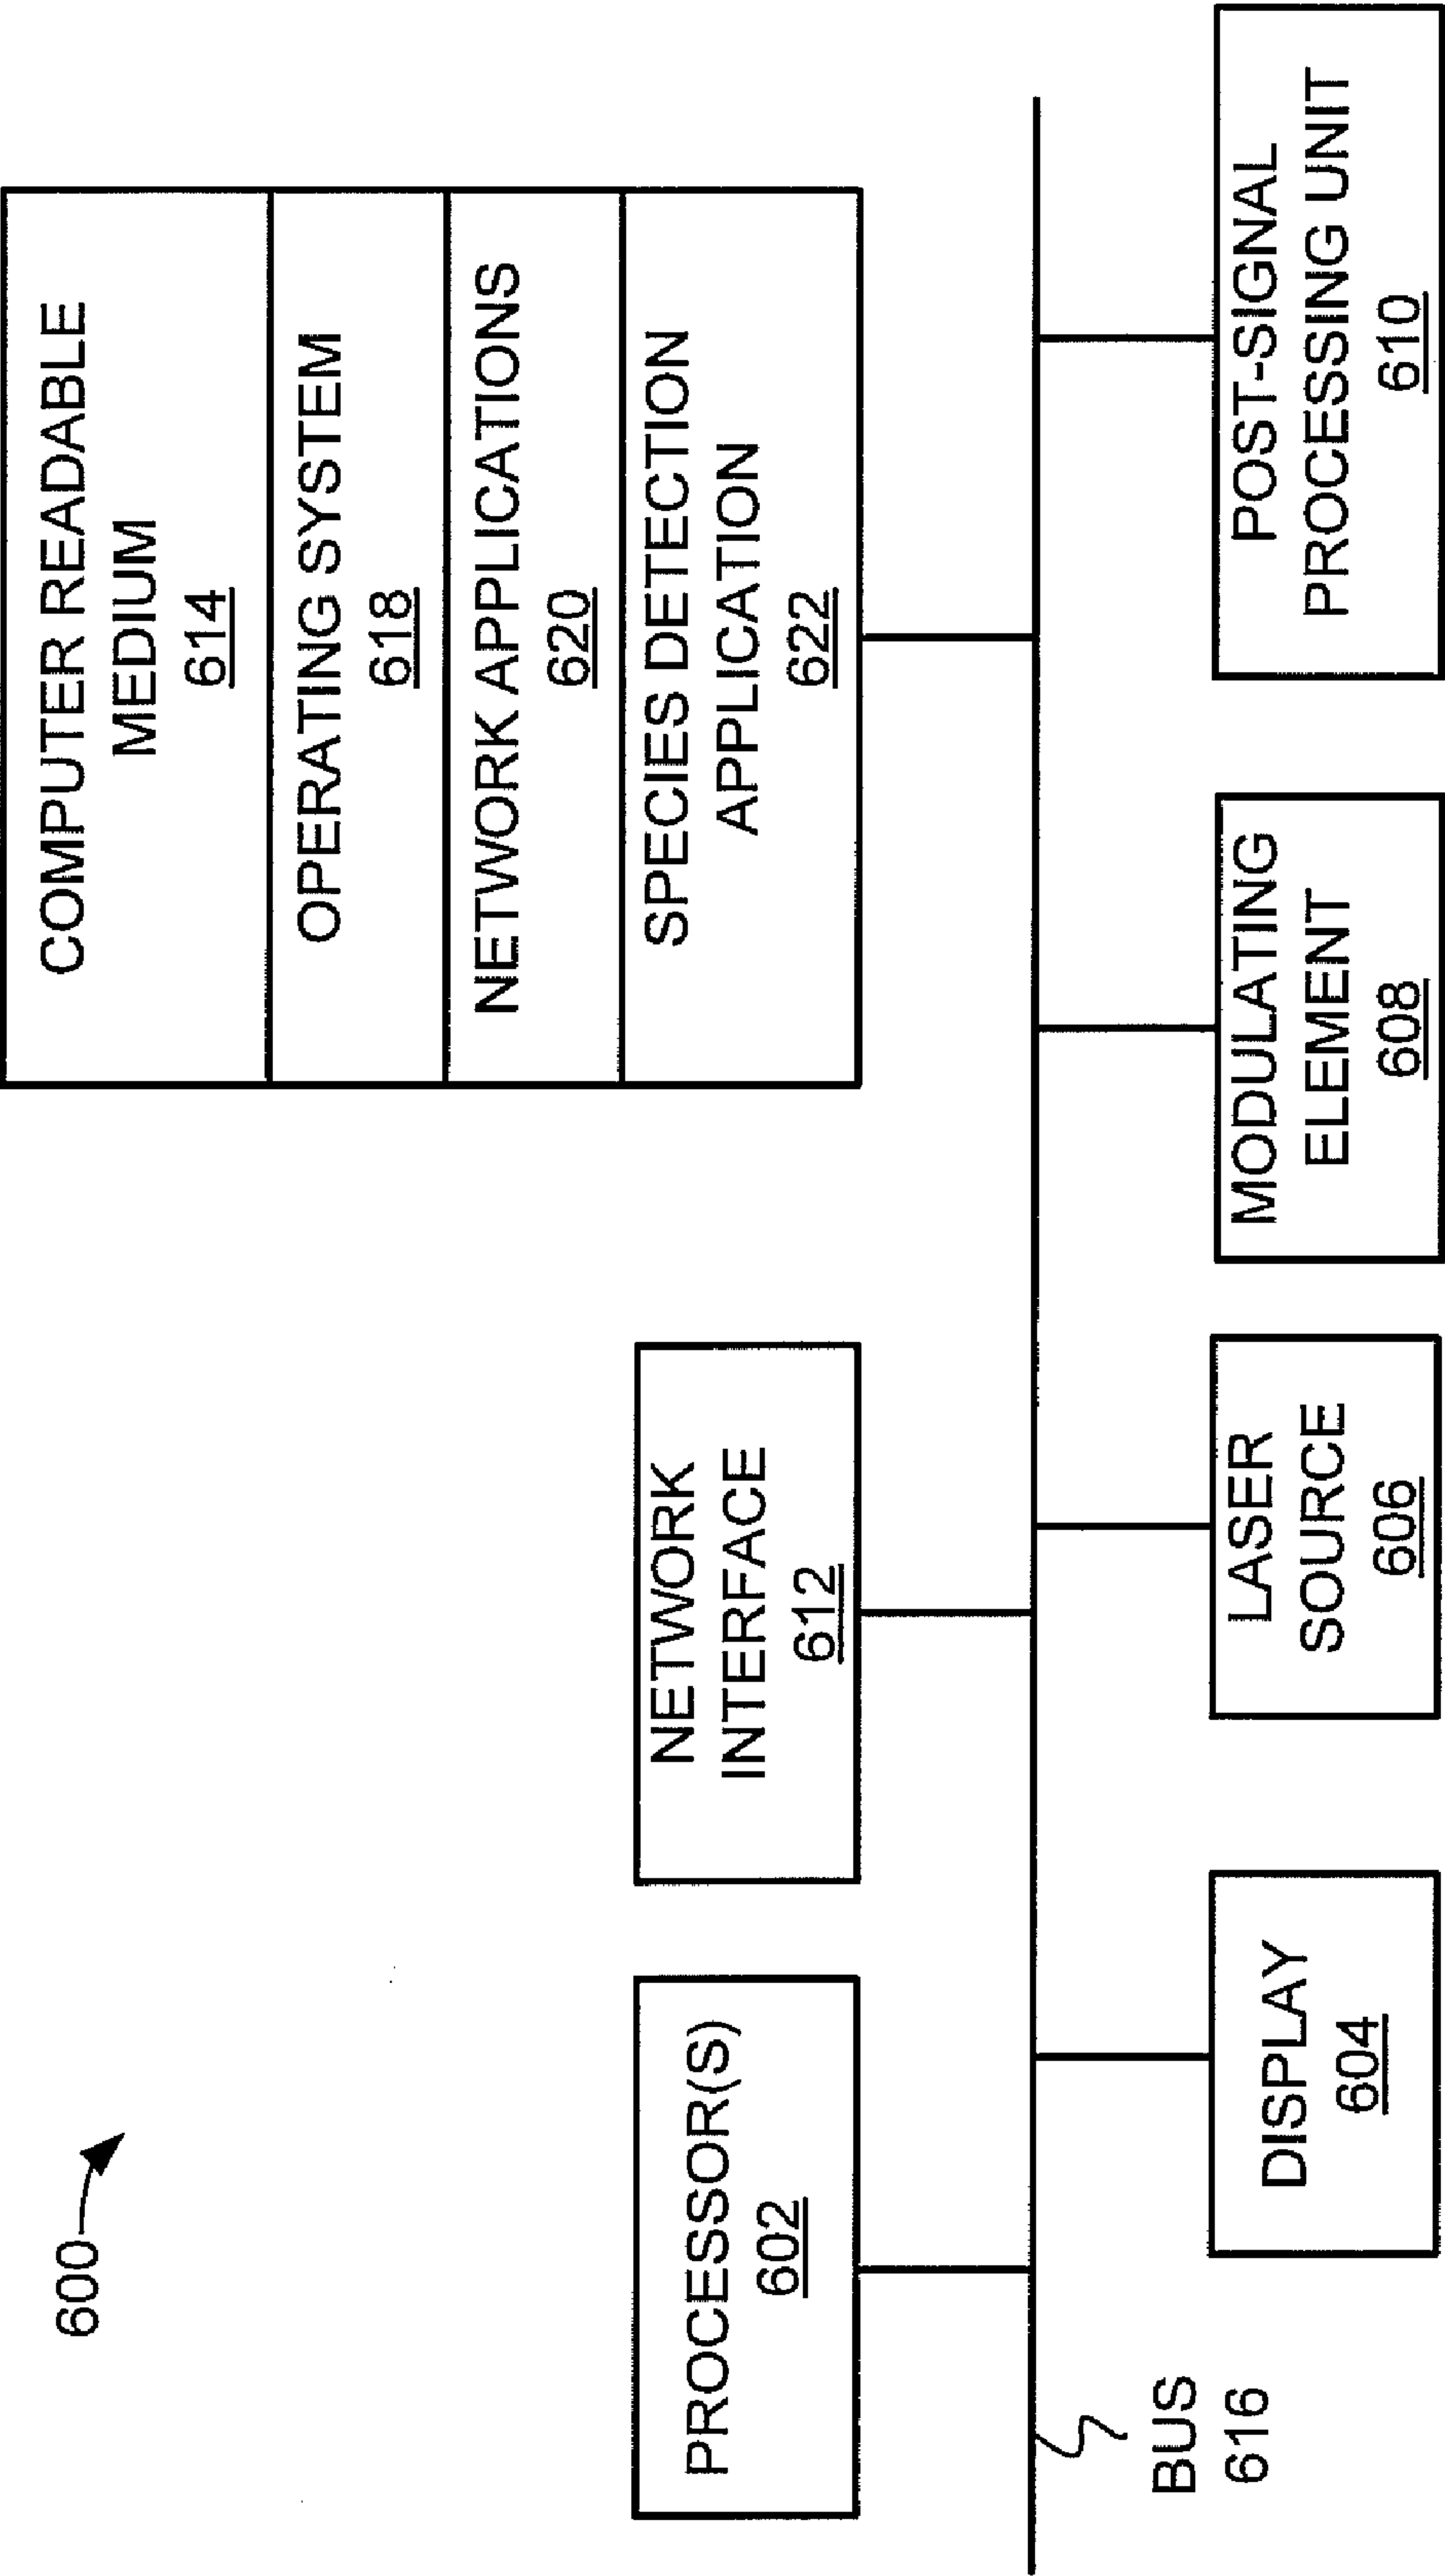 600
COMPUTER READABLE
MEDIUM
614
OPERATING SYSTEM
618
NETWORK APPLICATIONS
620
SPECIES DETECTION
APPLICATION
622
PROCESSOR(S)
602
NETWORK
INTERFACE
612
BUS
616
DISPLAY
604
LASER
SOURCE
606
MODULATING
ELEMENT
608
POST-SIGNAL
PROCESSING UNIT
610